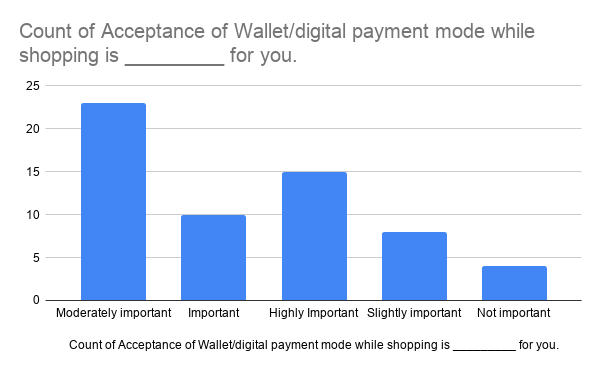 Count of Acceptance of Wallet/digital payment mode while
shopping is _________ for you.
25
20
15
10
5
0
Moderately important Important Highly Important Slightly important Not important
Count of Acceptance of Wallet/digital payment mode while shopping is _________ for you.